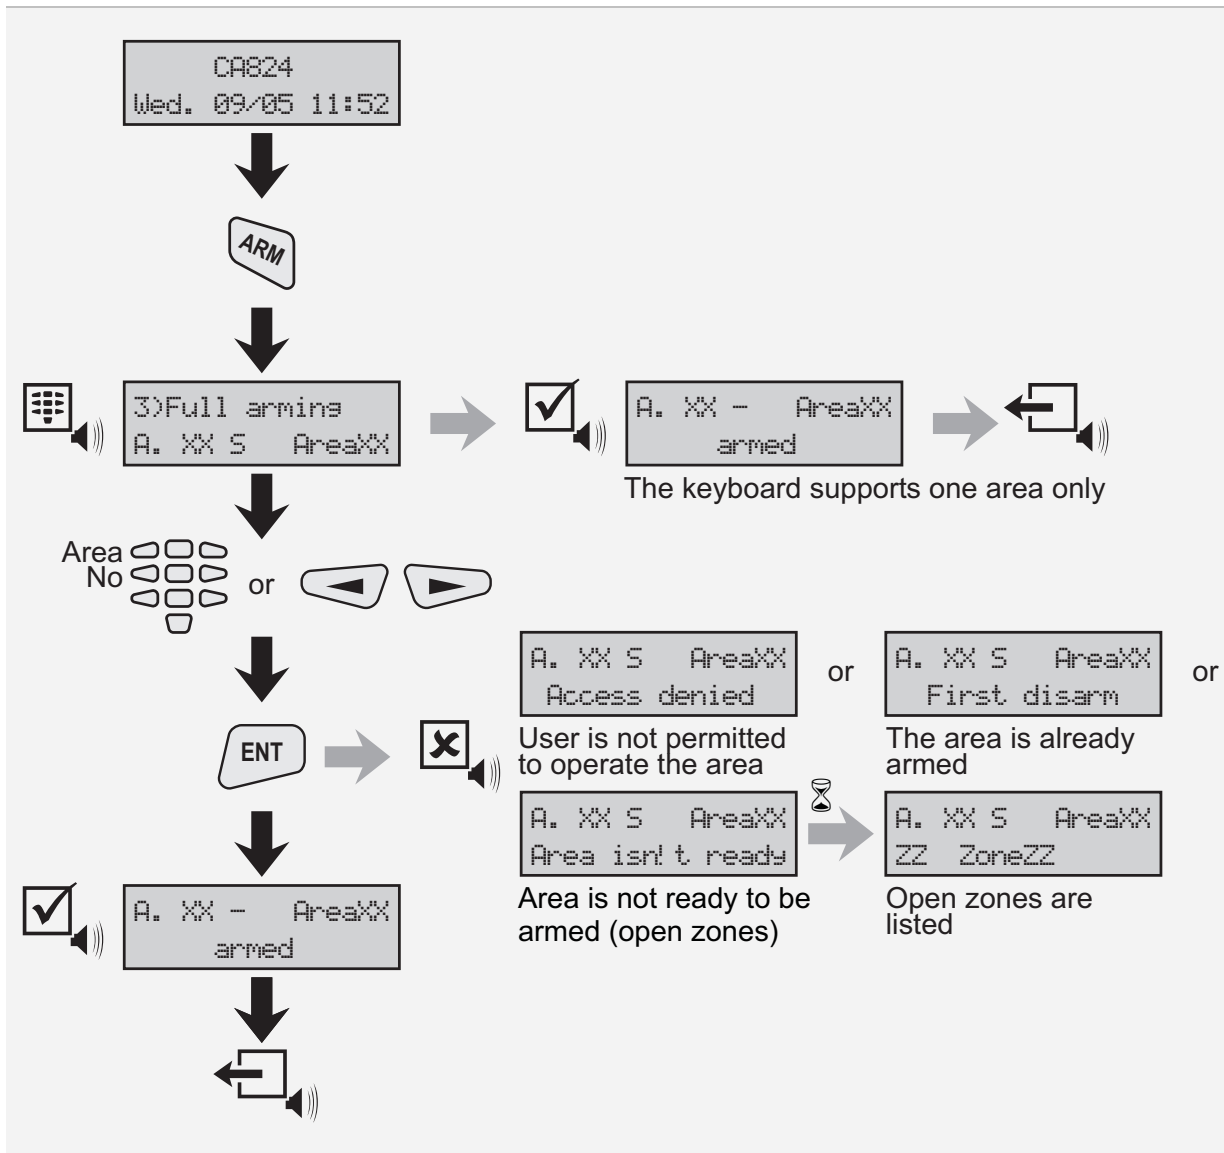 CA824
Wed. 09/05 11:52
ARM
3)Full arming
A. XX S AreaXX
A. XX - AreaXX
armed
The keyboard supports one area only
Area
No
or
A. XX S AreaXX
Access denied
or
A. XX S AreaXX
First disarm
or
User is not permitted
to operate the area
The area is already
armed
ENT
A. XX S AreaXX
Area isn!t ready
A. XX S AreaXX
ZZ ZoneZZ
Area is not ready to be
armed (open zones)
Open zones are
listed
A. XX - AreaXX
armed